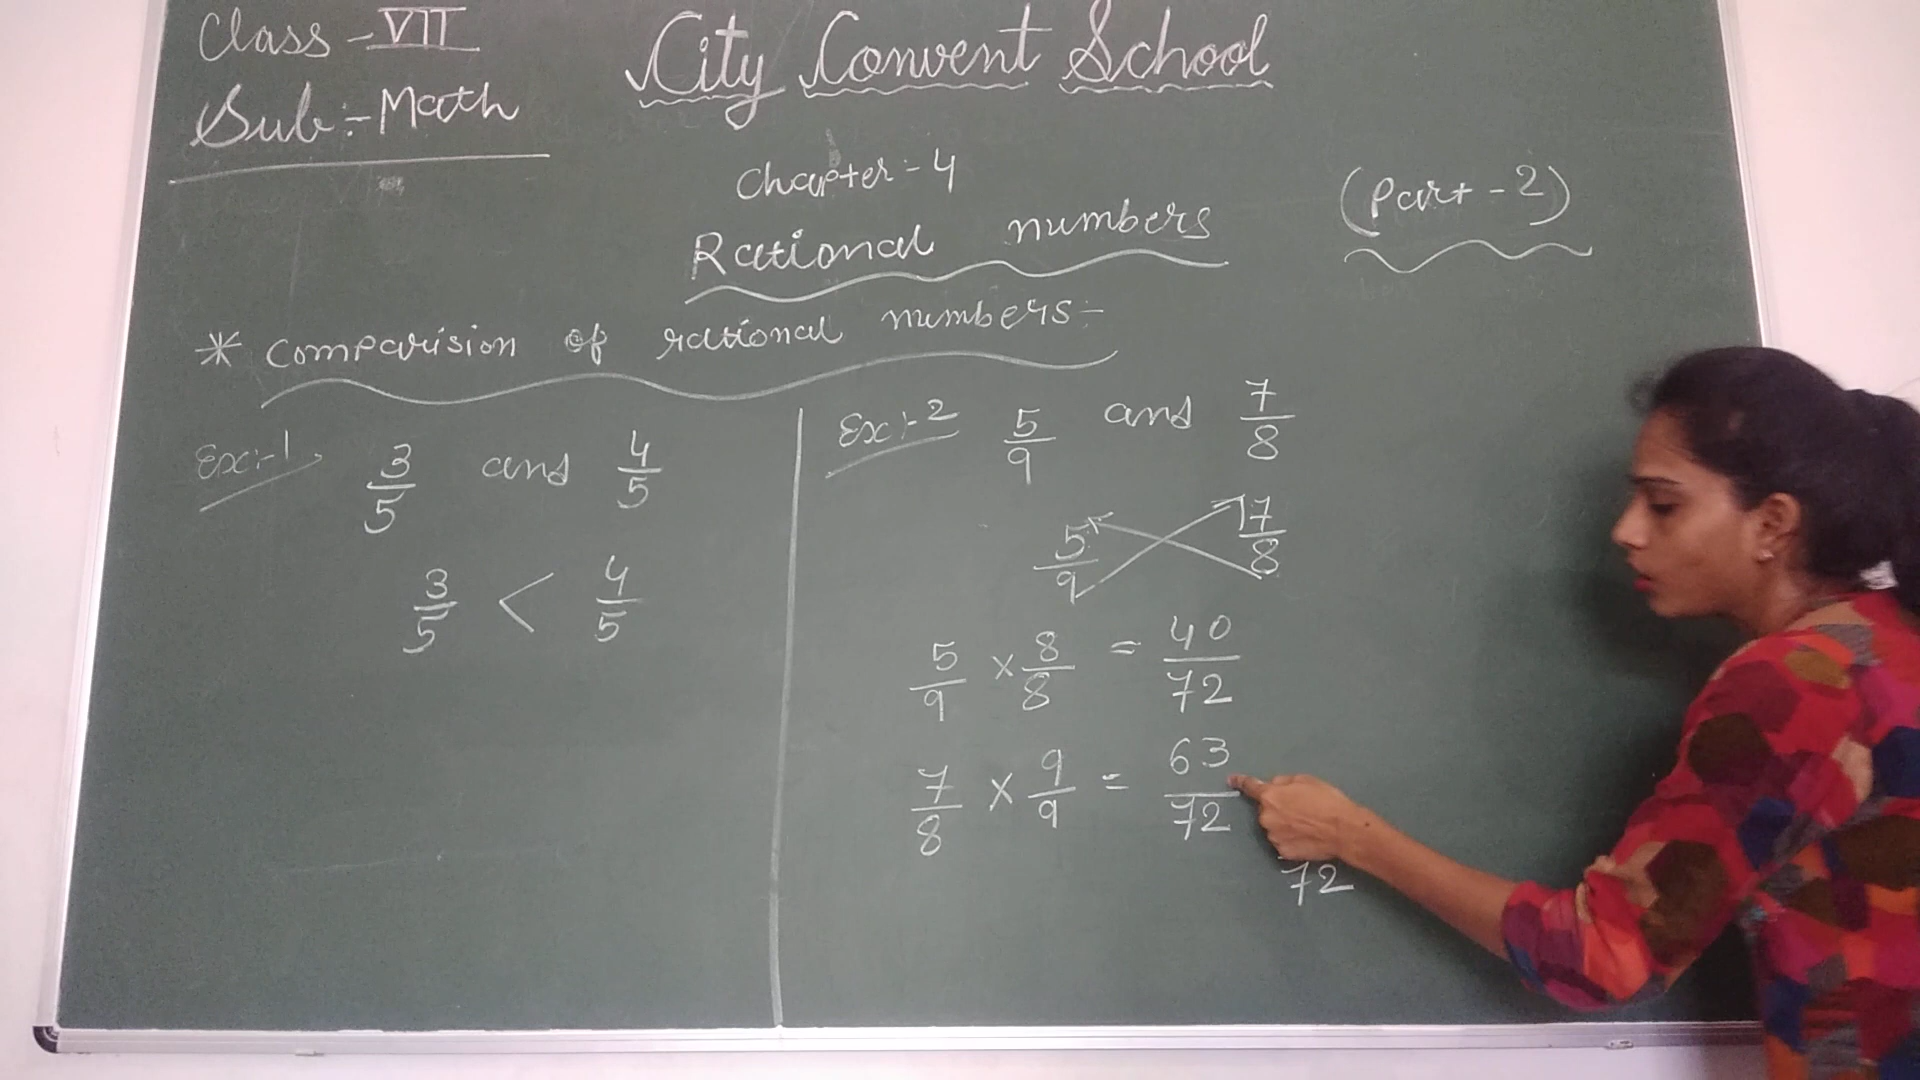 Class - VII
Sub:- Math
City Convent School
Chapter:- 4
Rational numbers
(Part - 2)
* Comparision of rational numbers:-
Ex:-1. 3/5 and 4/5
3/5 < 4/5
Ex:-2 5/9 and 7/8
5/9 7/8
5/9 × 8/8 = 40/72
7/8 × 9/9 = 63/72
72